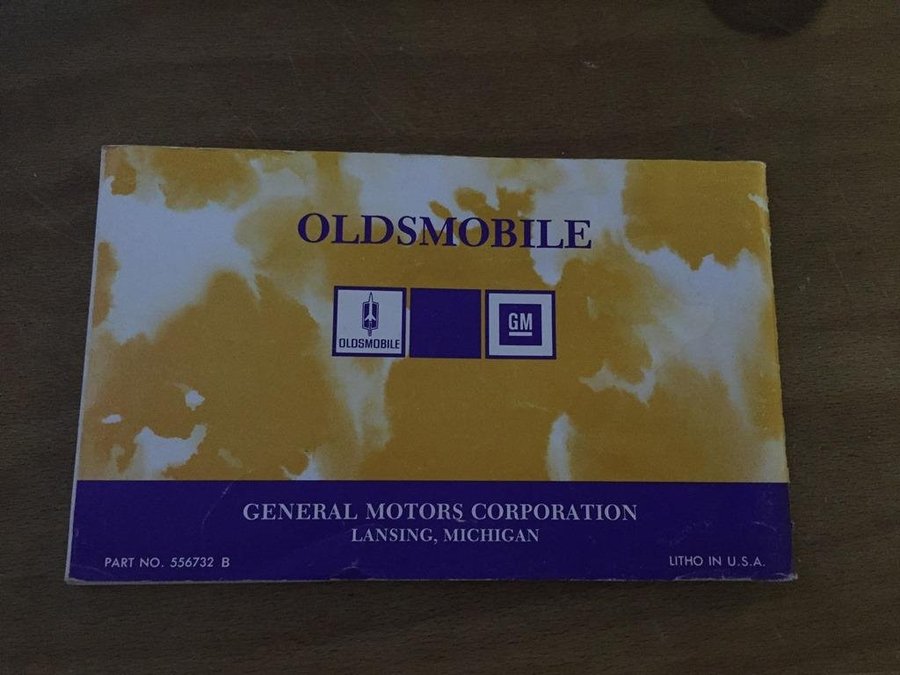 OLDSMOBILE
OLDSMOBILE
GM
GENERAL MOTORS CORPORATION
LANSING, MICHIGAN
PART NO. 556732 B
LITHO IN U.S.A.